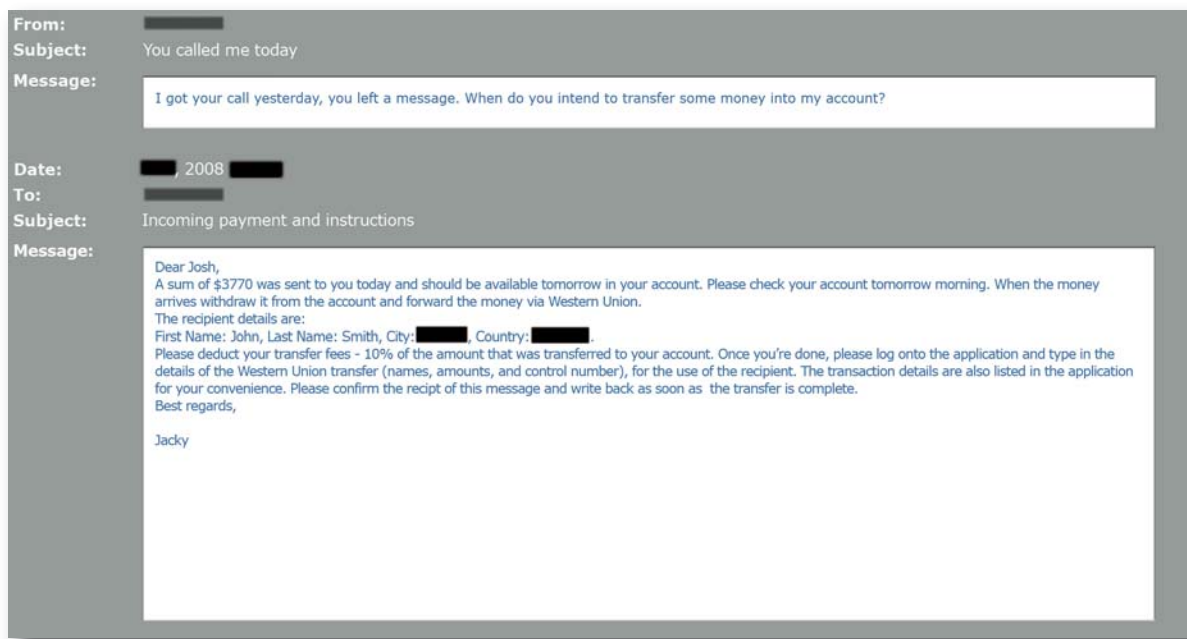 From:
Subject: You called me today
Message:
I got your call yesterday, you left a message. When do you intend to transfer some money into my account?
Date: , 2008
To:
Subject: Incoming payment and instructions
Message:
Dear Josh,
A sum of $3770 was sent to you today and should be available tomorrow in your account. Please check your account tomorrow morning. When the money
arrives withdraw it from the account and forward the money via Western Union.
The recipient details are:
First Name: John, Last Name: Smith, City: , Country: .
Please deduct your transfer fees - 10% of the amount that was transferred to your account. Once you're done, please log onto the application and type in the
details of the Western Union transfer (names, amounts, and control number), for the use of the recipient. The transaction details are also listed in the application
for your convenience. Please confirm the recipt of this message and write back as soon as the transfer is complete.
Best regards,
Jacky